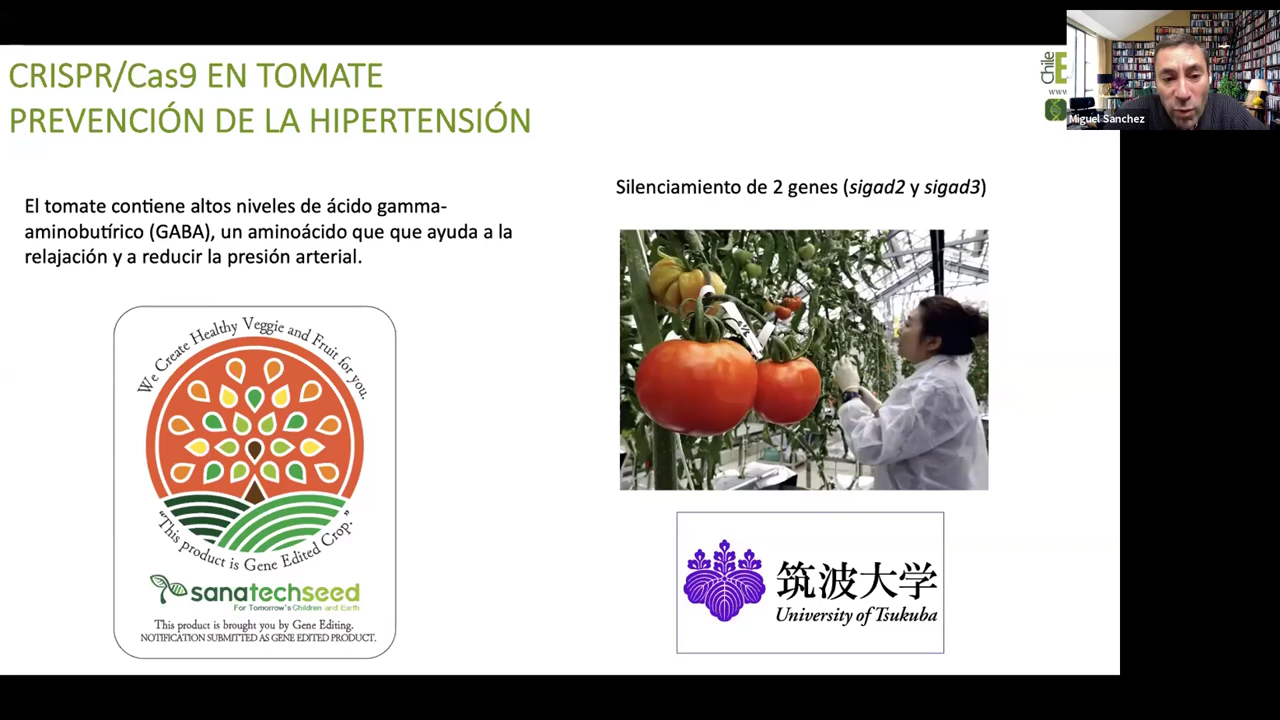 CRISPR/Cas9 EN TOMATE
PREVENCIÓN DE LA HIPERTENSIÓN
El tomate contiene altos niveles de ácido gamma-
aminobutírico (GABA), un aminoácido que que ayuda a la
relajación y a reducir la presión arterial.
We Create Healthy Veggie and Fruit for you.
"This product is Gene Edited Crop."
sanatechseed
For Tomorrow's Children and Earth
This product is brought you by Gene Editing.
NOTIFICATION SUBMITTED AS GENE EDITED PRODUCT.
Silenciamiento de 2 genes (sigad2 y sigad3)
筑波大学
University of Tsukuba
Chile
www
Miguel Sanchez